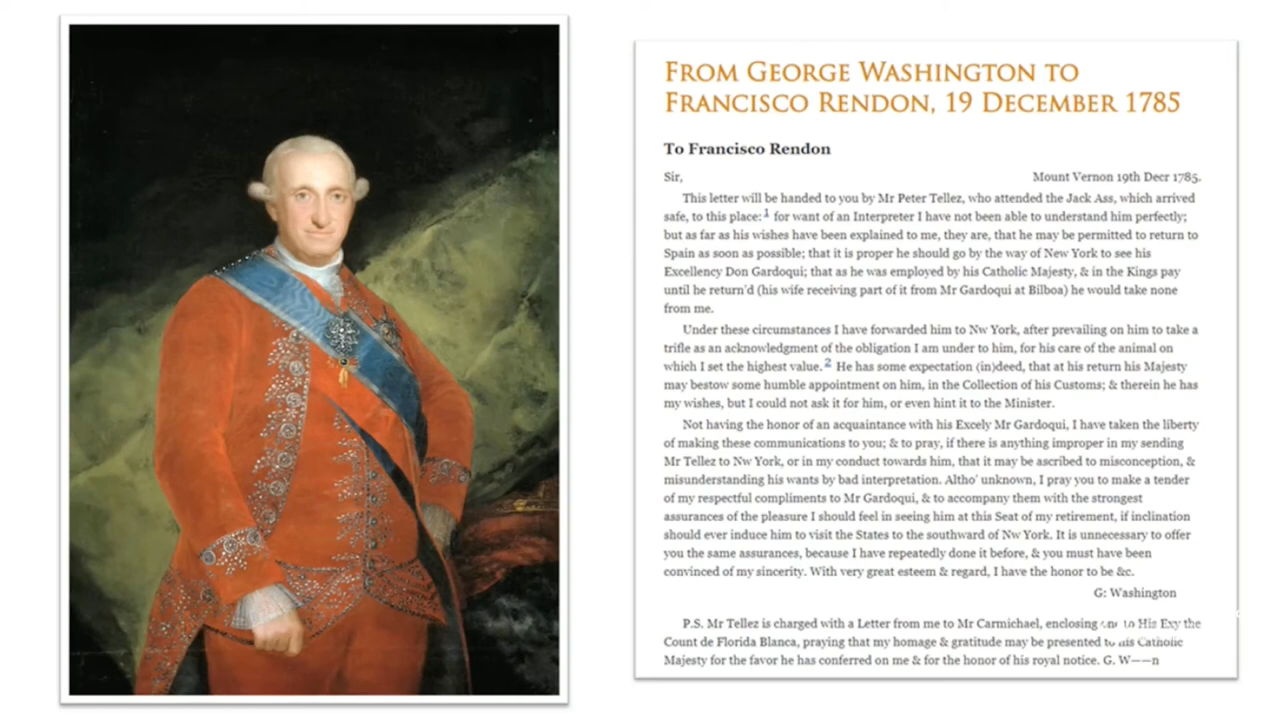 FROM GEORGE WASHINGTON TO
FRANCISCO RENDON, 19 DECEMBER 1785
To Francisco Rendon
Sir, Mount Vernon 19th Decr 1785.
This letter will be handed to you by Mr Peter Tellez, who attended the Jack Ass, which arrived
safe, to this place:1 for want of an Interpreter I have not been able to understand him perfectly;
but as far as his wishes have been explained to me, they are, that he may be permitted to return to
Spain as soon as possible; that it is proper he should go by the way of New York to see his
Excellency Don Gardoqui; that as he was employed by his Catholic Majesty, & in the Kings pay
until he return'd (his wife receiving part of it from Mr Gardoqui at Bilboa) he would take none
from me.
Under these circumstances I have forwarded him to Nw York, after prevailing on him to take a
trifle as an acknowledgment of the obligation I am under to him, for his care of the animal on
which I set the highest value.2 He has some expectation (in)deed, that at his return his Majesty
may bestow some humble appointment on him, in the Collection of his Customs; & therein he has
my wishes, but I could not ask it for him, or even hint it to the Minister.
Not having the honor of an acquaintance with his Excely Mr Gardoqui, I have taken the liberty
of making these communications to you; & to pray, if there is anything improper in my sending
Mr Tellez to Nw York, or in my conduct towards him, that it may be ascribed to misconception, &
misunderstanding his wants by bad interpretation. Altho' unknown, I pray you to make a tender
of my respectful compliments to Mr Gardoqui, & to accompany them with the strongest
assurances of the pleasure I should feel in seeing him at this Seat of my retirement, if inclination
should ever induce him to visit the States to the southward of Nw York. It is unnecessary to offer
you the same assurances, because I have repeatedly done it before, & you must have been
convinced of my sincerity. With very great esteem & regard, I have the honor to be &c.
G: Washington
P.S. Mr Tellez is charged with a Letter from me to Mr Carmichael, enclosing one to His Exy the
Count de Florida Blanca, praying that my homage & gratitude may be presented to his Catholic
Majesty for the favor he has conferred on me & for the honor of his royal notice. G. W——n